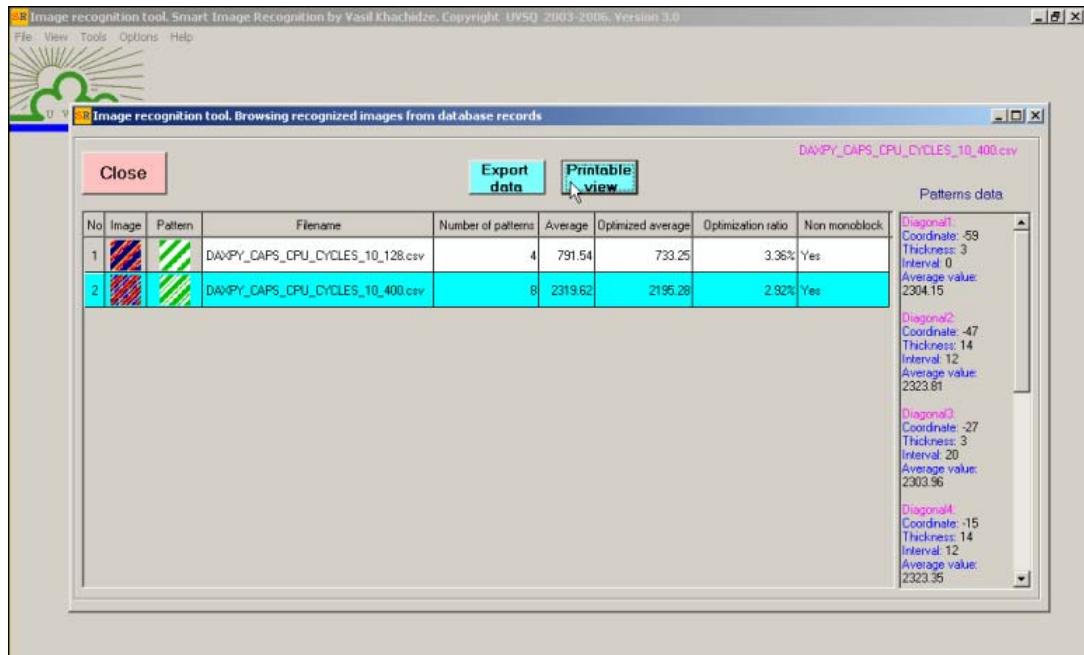 SR Image recognition tool. Smart Image Recognition by Vasil Khachidze. Copyright UVSQ 2003-2006. Version 3.0
File View Tools Options Help
U V
SR Image recognition tool. Browsing recognized images from database records
DAXPY_CAPS_CPU_CYCLES_10_400.csv
Close
Export data
Printable view
Patterns data
No Image Pattern Filename Number of patterns Average Optimized average Optimization ratio Non monoblock
1 DAXPY_CAPS_CPU_CYCLES_10_128.csv 4 791.54 733.25 3.36% Yes
2 DAXPY_CAPS_CPU_CYCLES_10_400.csv 8 2319.62 2195.28 2.92% Yes
Diagonal1:
Coordinate: -59
Thickness: 3
Interval: 0
Average value:
2304.15
Diagonal2:
Coordinate: -47
Thickness: 14
Interval: 12
Average value:
2323.81
Diagonal3:
Coordinate: -27
Thickness: 3
Interval: 20
Average value:
2303.96
Diagonal4:
Coordinate: -15
Thickness: 14
Interval: 12
Average value:
2323.35